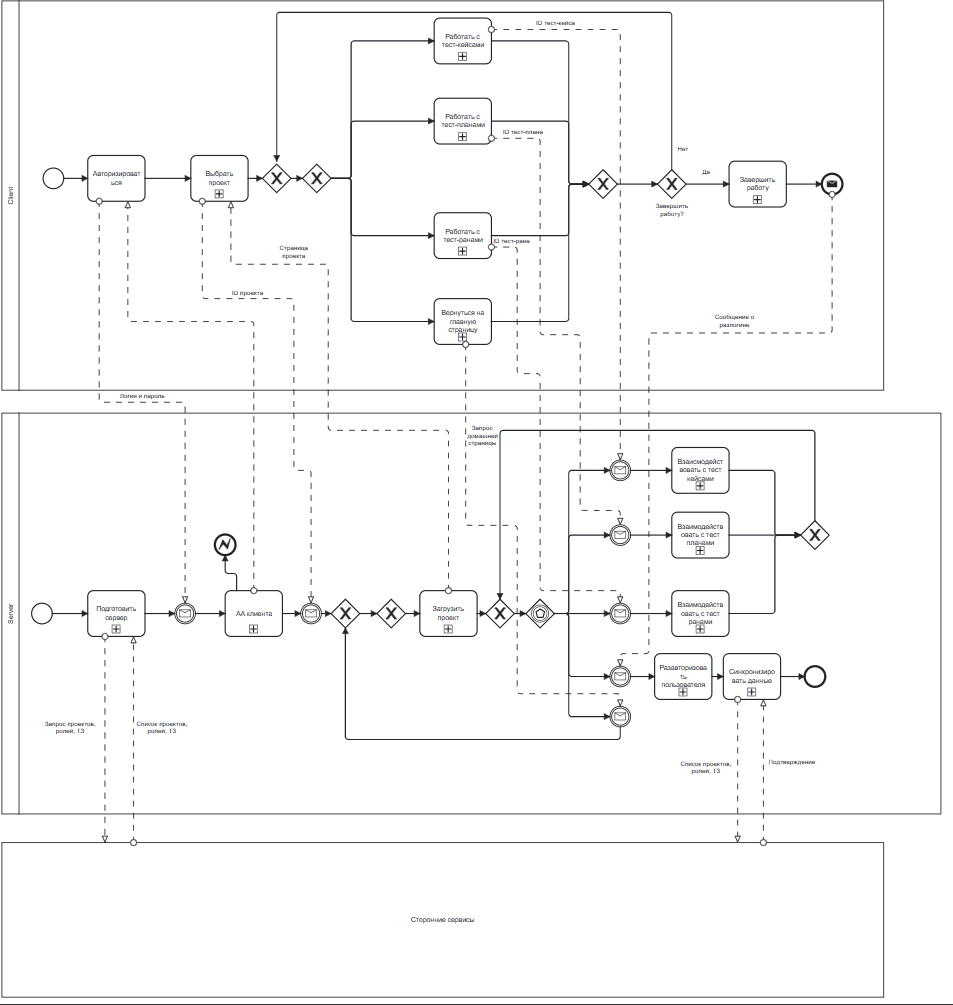 ID тест-кейса
Работать с
тест-кейсами
Работать с
тест-планами
ID тест-плана
Нет
Client
Авторизироват
ься
Выбрать
проект
Да
Завершить
работу
Завершить
работу?
Работать с
тест-ранами
ID тест-рана
Страница
проекта
ID проекта
Вернуться на
главную
страницу
Сообщение о
разлогине
Логин и пароль
Запрос
домашней
страницы
Взаисмодейст
вовать с тест
кейсами
Взаимодейств
овать с тест
планами
Server
Подготовить
сервер
АА клиента
Загрузить
проект
Взаимодейств
овать с тест
ранами
Разавторизова
ть
пользователя
Синхронизиро
вать данные
Запрос проектов,
ролей, ТЗ
Список проектов,
ролей, ТЗ
Список проектов,
ролей, ТЗ
Подтверждение
Сторонние сервисы